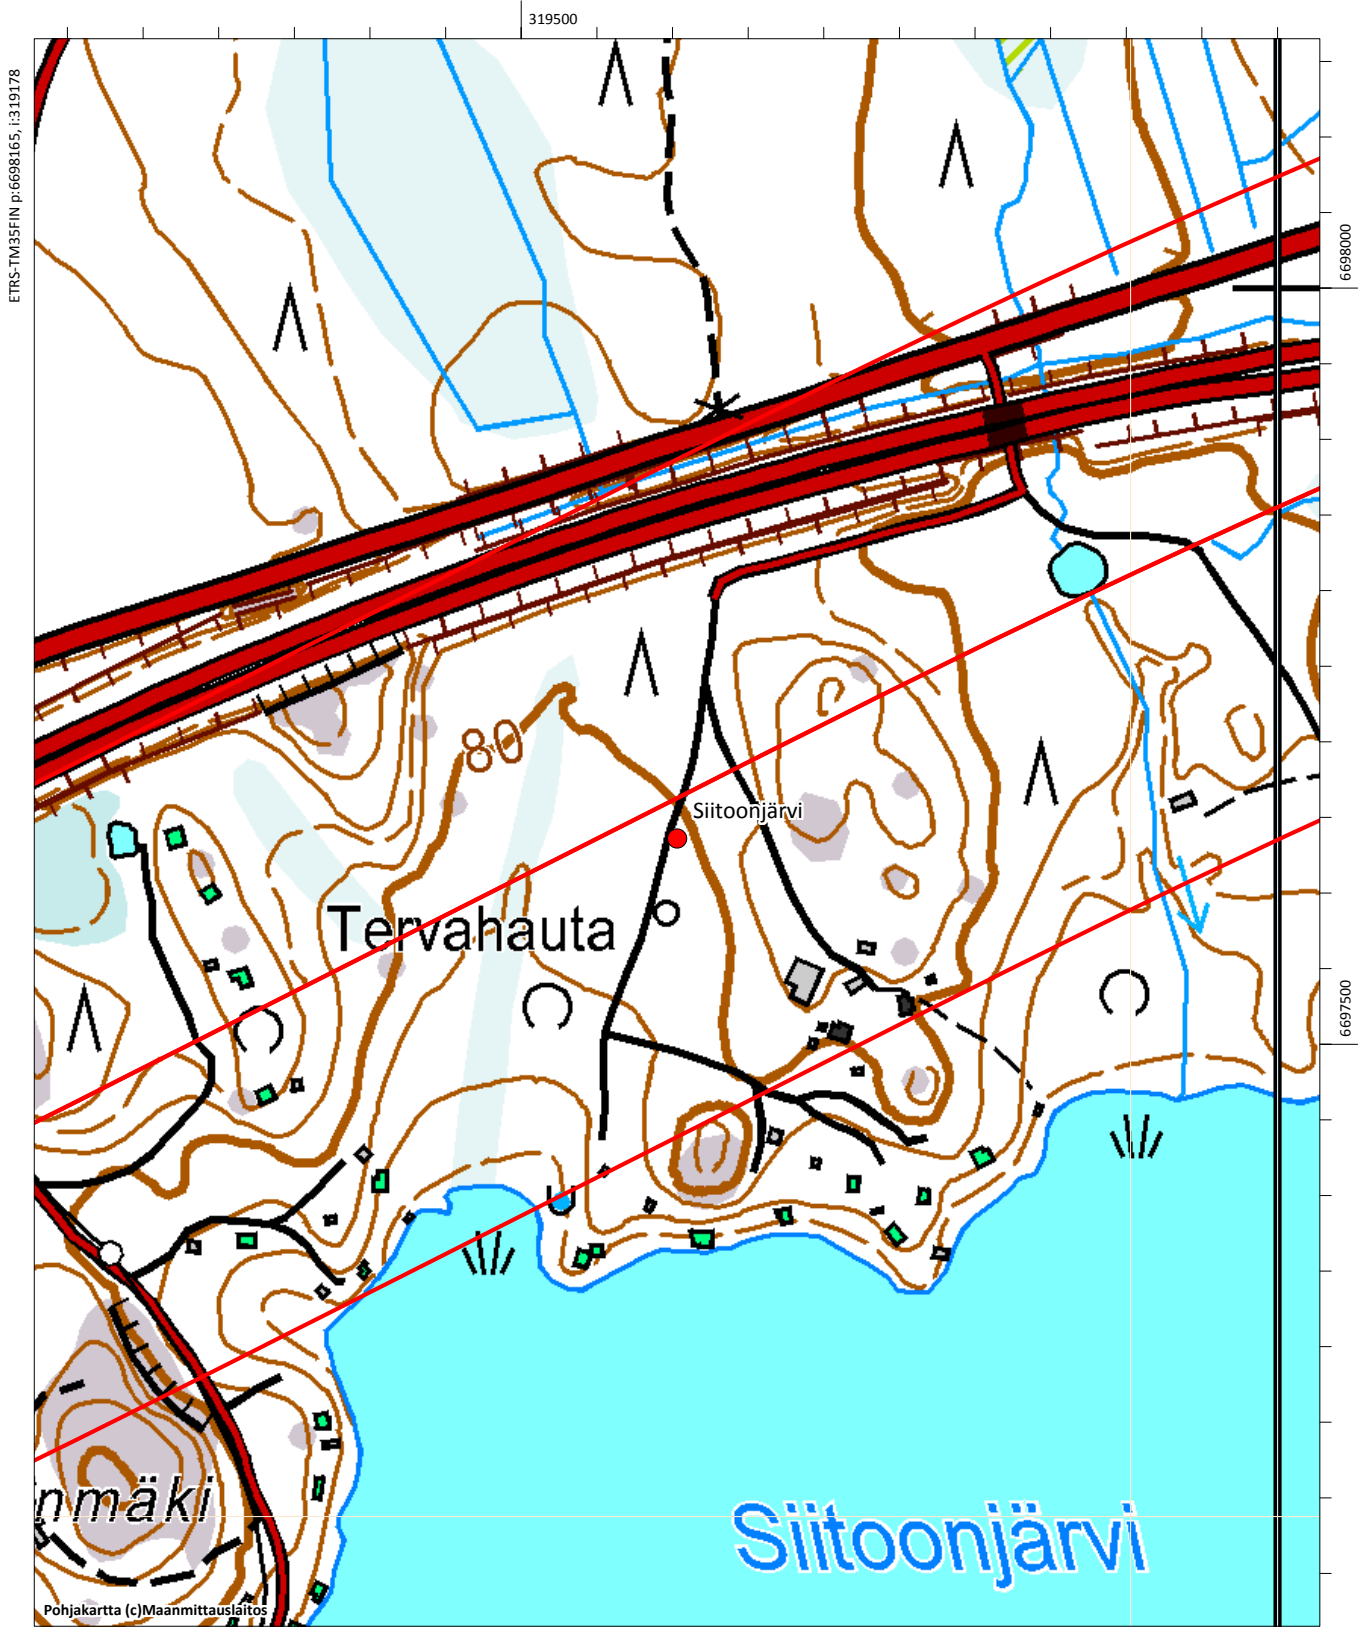 319500
ETRS-TM35FIN p:6698165, i:319178
6698000
80
Siitoonjärvi
Tervahauta
6697500
nmäki
Siitoonjärvi
Pohjakartta (c)Maanmittauslaitos